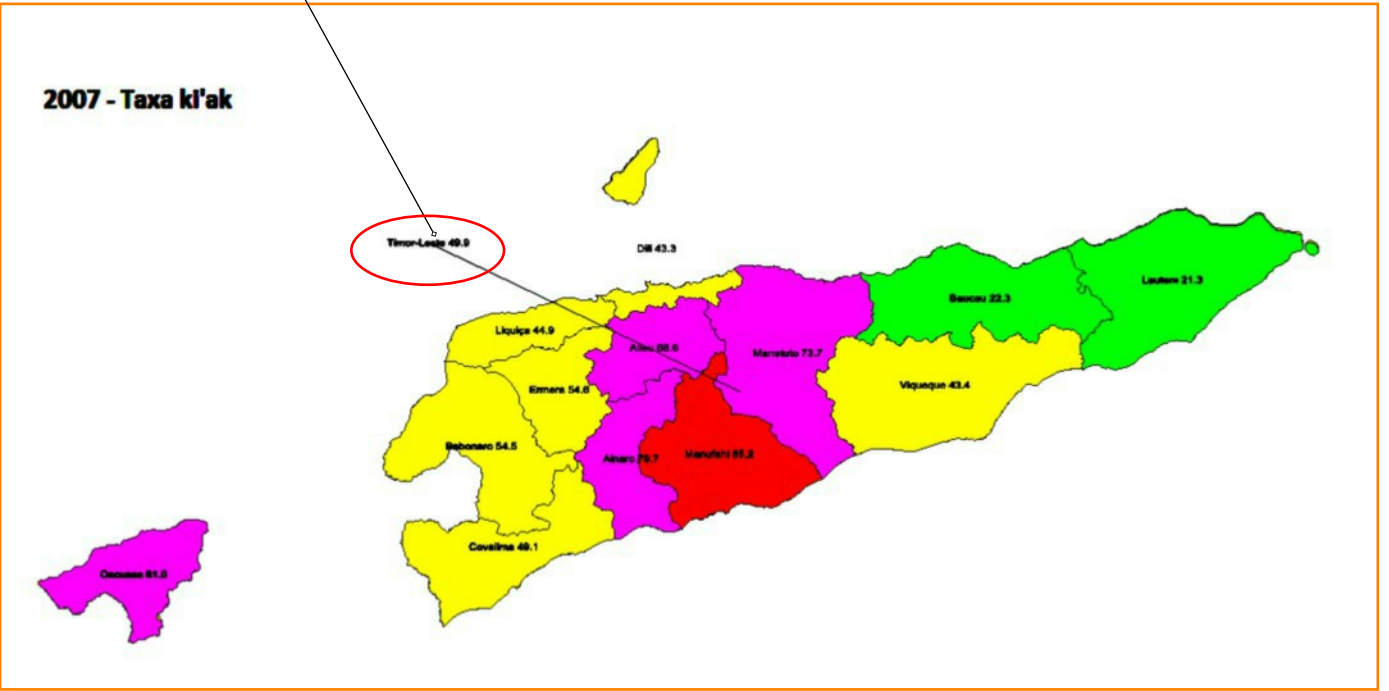 2007 - Taxa ki'ak
Timor-Leste 49.9
Dili 43.3
Lautem 21.3
Baucau 22.3
Liquiça 44.9
Manatuto 73.7
Viqueque 43.4
Ermera 54.6
Bobonaro 54.5
Ainaro 79.7
Manufahi 85.2
Covalima 49.1